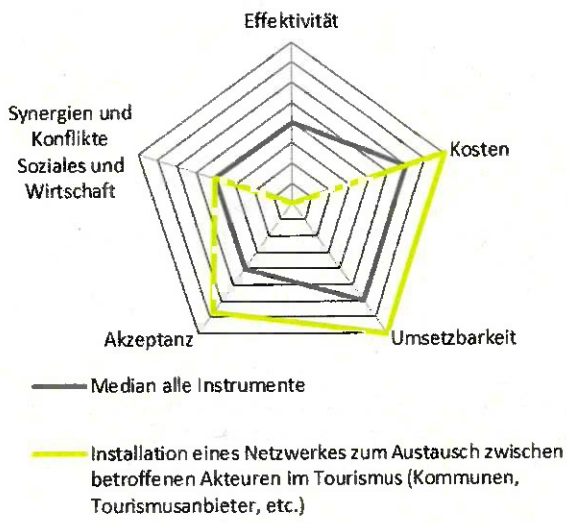 Effektivität
Synergien und
Konflikte
Soziales und
Wirtschaft
Kosten
Akzeptanz
Umsetzbarkeit
Median alle Instrumente
Installation eines Netzwerkes zum Austausch zwischen
betroffenen Akteuren im Tourismus (Kommunen,
Tourismusanbieter, etc.)